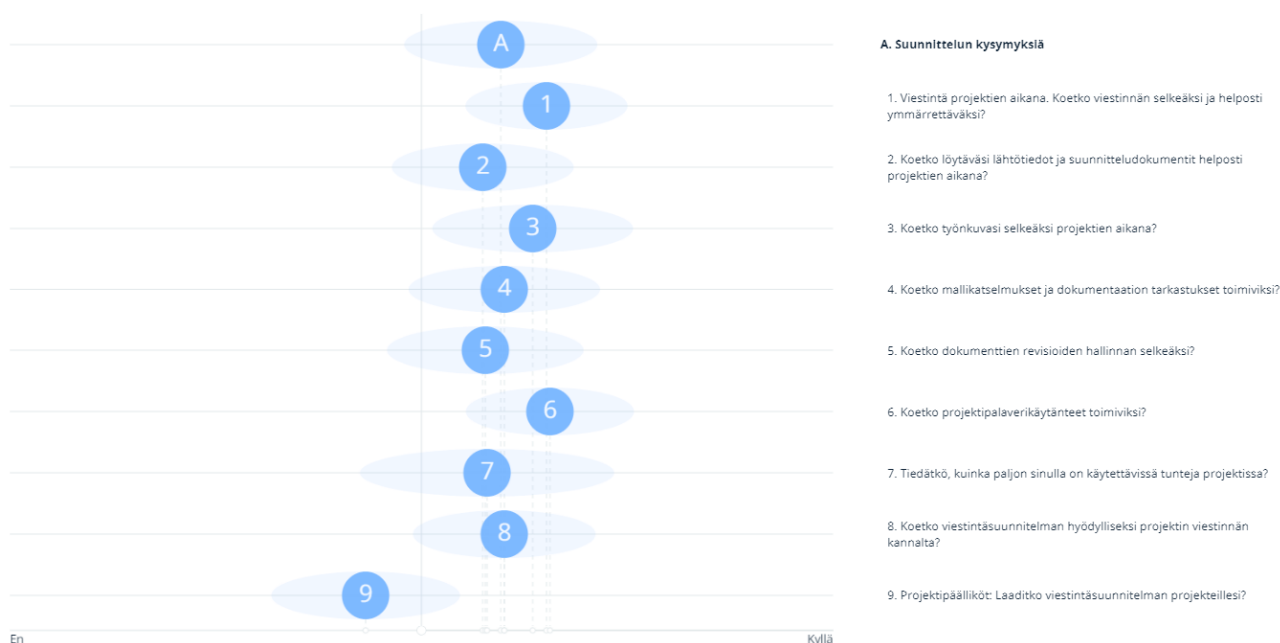 A
A. Suunnittelun kysymyksiä
1
1. Viestintä projektien aikana. Koetko viestinnän selkeäksi ja helposti
ymmärrettäväksi?
2
2. Koetko löytäväsi lähtötiedot ja suunnitteludokumentit helposti
projektien aikana?
3
3. Koetko työnkuvasi selkeäksi projektien aikana?
4
4. Koetko mallikatselmukset ja dokumentaation tarkastukset toimiviksi?
5
5. Koetko dokumenttien revisioiden hallinnan selkeäksi?
6
6. Koetko projektipalaverikäytänteet toimiviksi?
7
7. Tiedätkö, kuinka paljon sinulla on käytettävissä tunteja projektissa?
8
8. Koetko viestintäsuunnitelman hyödylliseksi projektin viestinnän
kannalta?
9
9. Projektipäälliköt: Laaditko viestintäsuunnitelman projekteillesi?
En
Kyllä